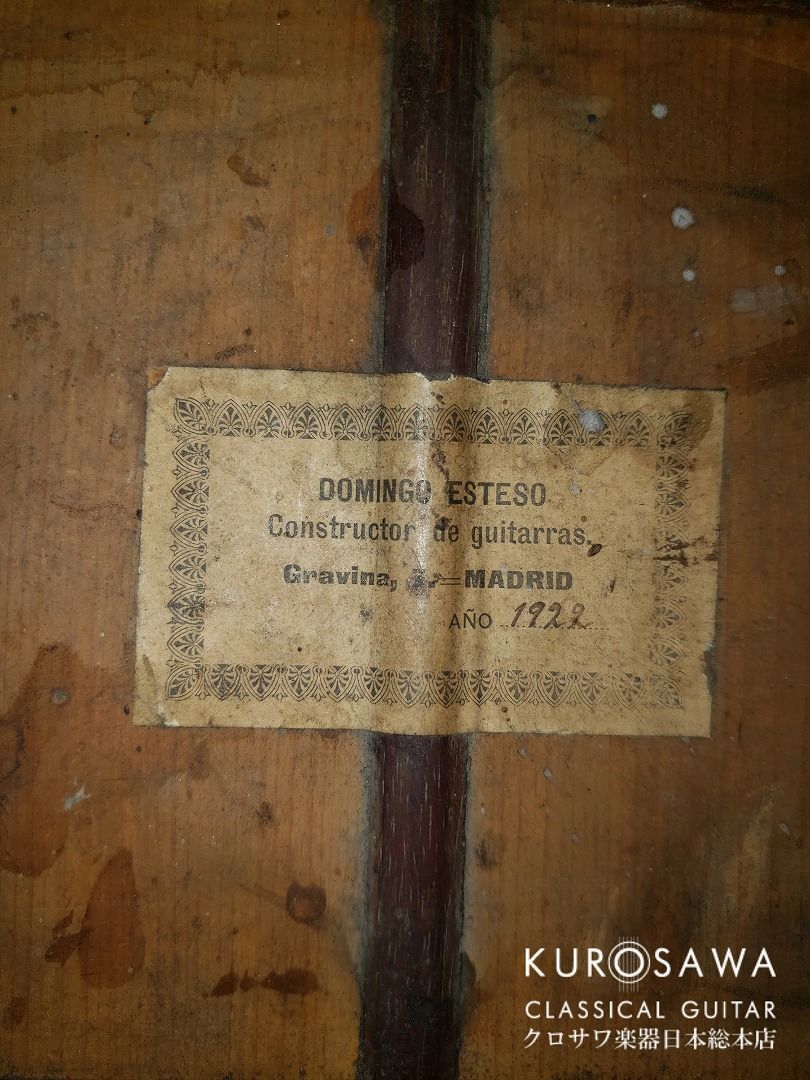 DOMINGO ESTESO
Constructor de guitarras.
Gravina, =MADRID
AÑO 1922
KUROSAWA
CLASSICAL GUITAR
クロサワ楽器日本総本店